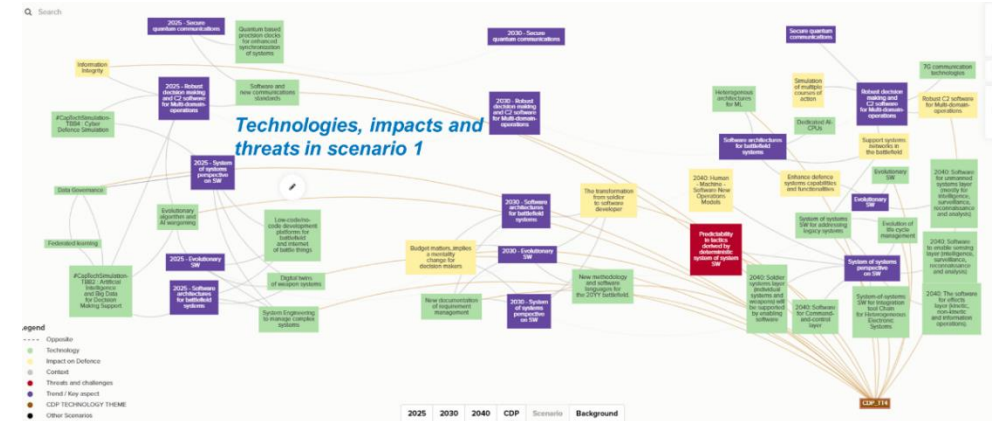 Search
2025 - Secure
quantum communications
Quantum based
precision clocks
for enhanced
synchronization
of systems
2030 - Secure
quantum communications
Secure quantum
communications
Information
Integrity
2025 - Robust
decision making
and C2 software
for Multi-domain-
operations
Software and
new communications
standards
2030 - Robust
decision making
and C2 software
for Multi-domain-
operations
Heterogenous
architectures
for ML
Simulation
of multiple
courses of
action
Robust decision
making and
C2 software
for Multi-domain-
operations
7G communication
technologies
Robust C2 software
for Multi-domain-
operations
#CapTechSimulation-
TBB4 : Cyber
Defence Simulation
Technologies, impacts and
threats in scenario 1
Dedicated AI-
CPUs
Software architectures
for battlefield
systems
Support systems
networks in
the battlefield
2025 - System
of systems
perspective
on SW
Data Governance
2040: Human
- Machine -
Software New
Operations
Models
Enhance defence
systems capabilities
and functionalities
Evolutionary
SW
2040: Software
for unmanned
systems layer
(mostly for
intelligence,
surveillance,
reconnaissance
and analysis)
The transformation
from soldier
to software
developer
Evolutionary
SW
Evolutionary
algorithm and
AI wargaming
Low-code/no-
code development
platforms for
battlefield
and internet
of battle things
2030 - Software
architectures
for battlefield
systems
System of systems
SW for addressing
legacy systems
Evolution of
life cycle
management
Federated learning
Budget matters..implies
a mentality
change for
decision makers
2030 - Evolutionary
SW
Predictability
to tactics
derived by
deterministic
system of system
SW
2040: Software
to enable sensing
layer (intelligence,
surveillance,
reconnaissance
and analysis)
2025 - Evolutionary
SW
System of systems
perspective
on SW
#CapTechSimulation-
TBB2 : Artificial
Intelligence
and Big Data
for Decision
Making Support
Digital twins
of weapon systems
2025 - Software
architectures
for battlefield
systems
New methodology
and software
languages for
the 20YY battlefield.
2040: Soldier
systems layer
(individual
systems and
weapons) will
be supported
by enabling
software
New documentation
of requirement
management
2030 - System of
systems
perspective
on SW
System Engineering
to manage complex
systems
2040: Software
for Command-
and-control
layer
System-of-systems
SW for Integration
tool Chain
for Heterogeneous
Electronic
Systems
2040: The software
for effects
layer (kinetic,
non-kinetic
and information
operations)
Legend
Opposite
Technology
Impact on Defence
Context
Threats and challenges
Trend / Key aspect
CDP TECHNOLOGY THEME
Other Scenarios
CDP_TT4
2025 2030 2040 CDP Scenario Background